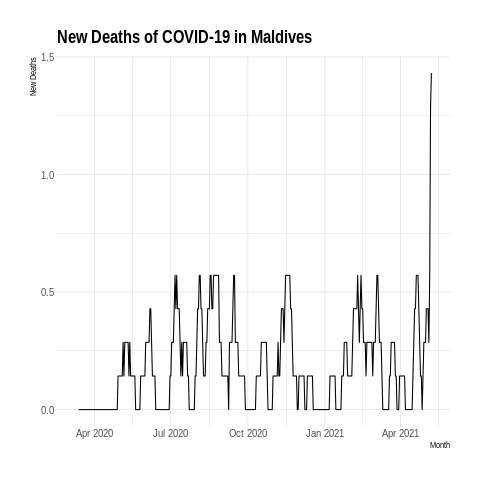 New Deaths of COVID-19 in Maldives
New Deaths
1.5
1.0
0.5
0.0
Apr 2020 Jul 2020 Oct 2020 Jan 2021 Apr 2021
Month